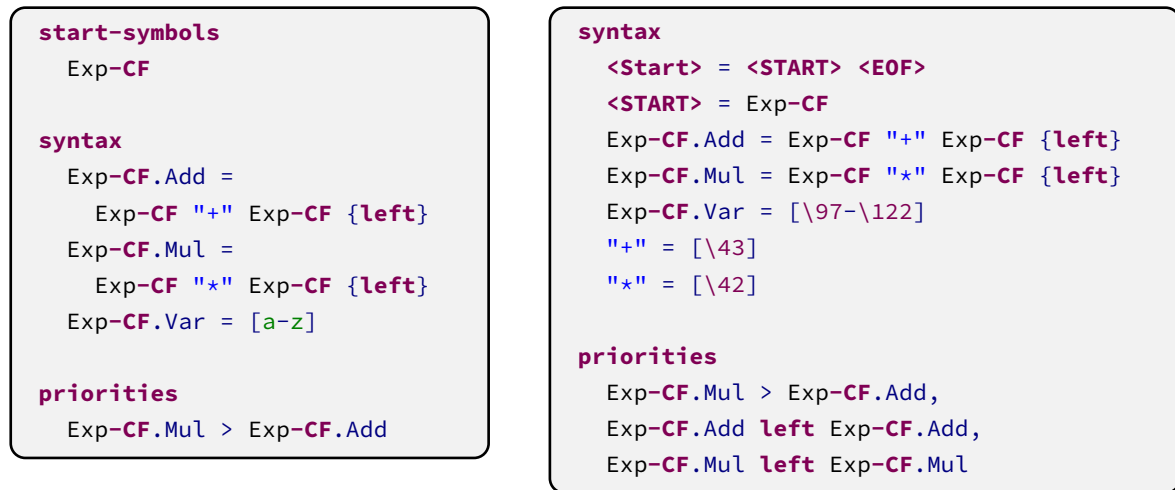 start-symbols
Exp-CF
syntax
Exp-CF.Add =
Exp-CF "+" Exp-CF {left}
Exp-CF.Mul =
Exp-CF "*" Exp-CF {left}
Exp-CF.Var = [a-z]
priorities
Exp-CF.Mul > Exp-CF.Add
syntax
<Start> = <START> <EOF>
<START> = Exp-CF
Exp-CF.Add = Exp-CF "+" Exp-CF {left}
Exp-CF.Mul = Exp-CF "*" Exp-CF {left}
Exp-CF.Var = [\97-\122]
"+" = [\43]
"*" = [\42]
priorities
Exp-CF.Mul > Exp-CF.Add,
Exp-CF.Add left Exp-CF.Add,
Exp-CF.Mul left Exp-CF.Mul